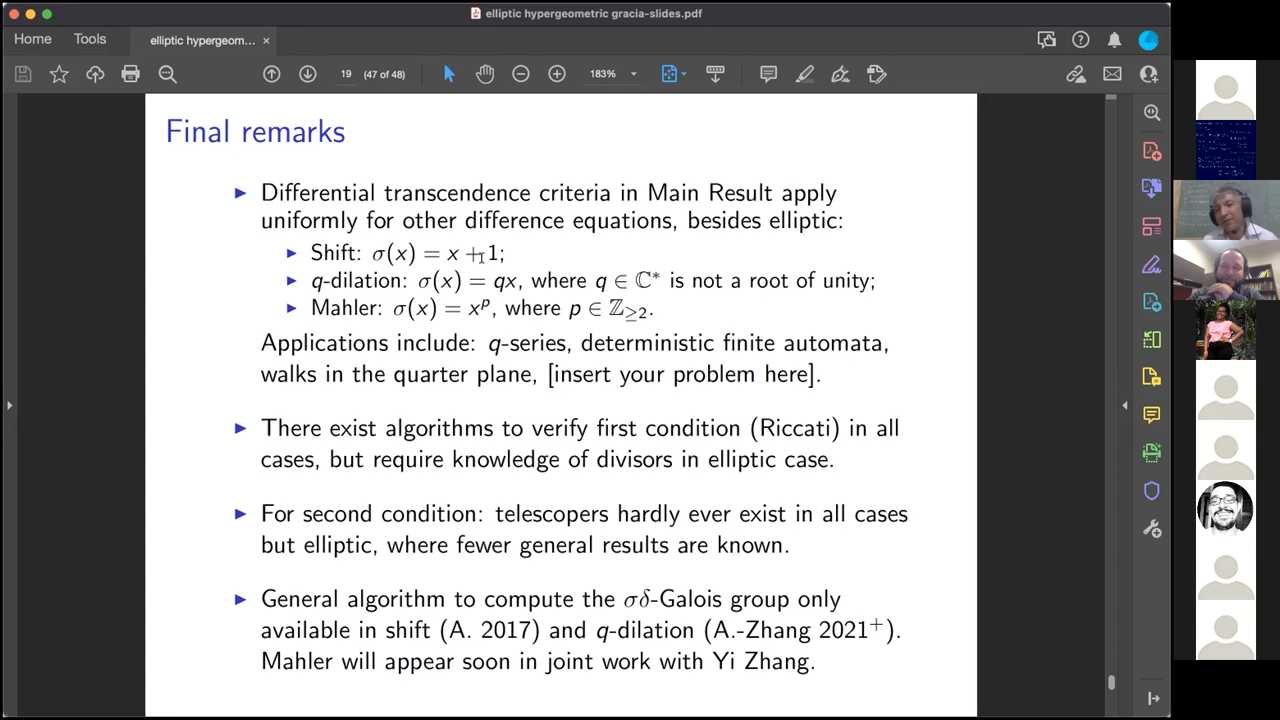 elliptic hypergeometric gracia-slides.pdf
Home Tools elliptic hypergeom... ×
19 (47 of 48) 183%
Final remarks
► Differential transcendence criteria in Main Result apply
uniformly for other difference equations, besides elliptic:
► Shift: σ(x) = x + 1;
► q-dilation: σ(x) = qx, where q ∈ ℂ* is not a root of unity;
► Mahler: σ(x) = xᵖ, where p ∈ ℤ≥2.
Applications include: q-series, deterministic finite automata,
walks in the quarter plane, [insert your problem here].
► There exist algorithms to verify first condition (Riccati) in all
cases, but require knowledge of divisors in elliptic case.
► For second condition: telescopers hardly ever exist in all cases
but elliptic, where fewer general results are known.
► General algorithm to compute the σδ-Galois group only
available in shift (A. 2017) and q-dilation (A.-Zhang 2021⁺).
Mahler will appear soon in joint work with Yi Zhang.